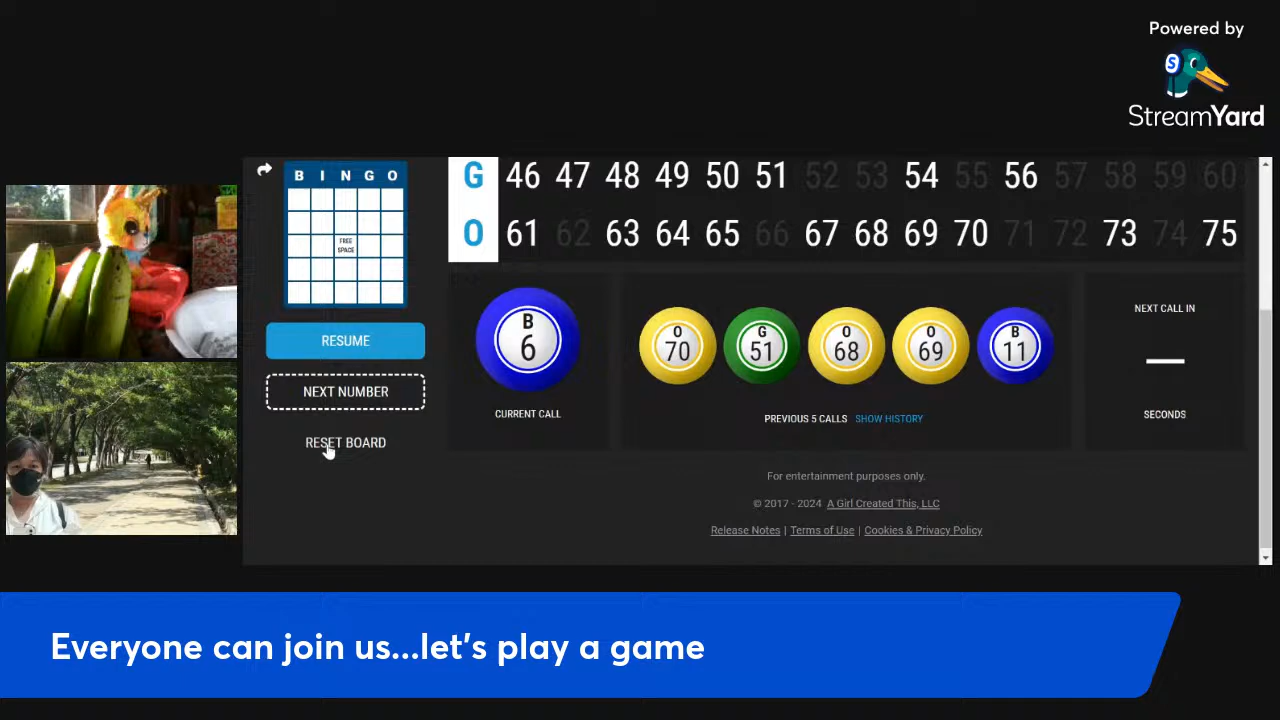 Powered by
S
StreamYard
B I N G O
FREE
SPACE
RESUME
NEXT NUMBER
RESET BOARD
G 46 47 48 49 50 51 52 53 54 55 56 57 58 59 60
O 61 62 63 64 65 66 67 68 69 70 71 72 73 74 75
B
6
CURRENT CALL
O
70
G
51
O
68
O
69
B
11
PREVIOUS 5 CALLS SHOW HISTORY
NEXT CALL IN
SECONDS
For entertainment purposes only.
© 2017 - 2024 A Girl Created This, LLC
Release Notes | Terms of Use | Cookies & Privacy Policy
Everyone can join us...let's play a game